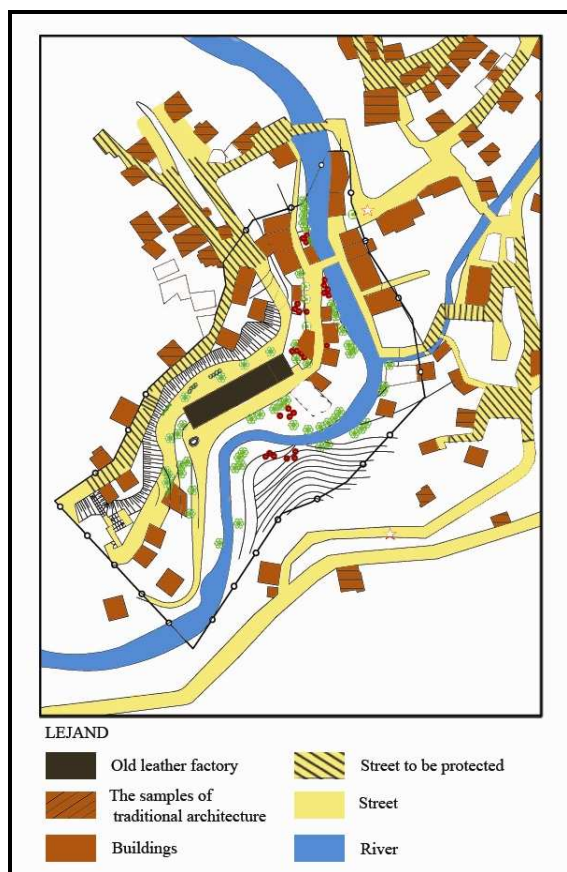 LEJAND
Old leather factory
Street to be protected
The samples of
traditional architecture
Street
Buildings
River